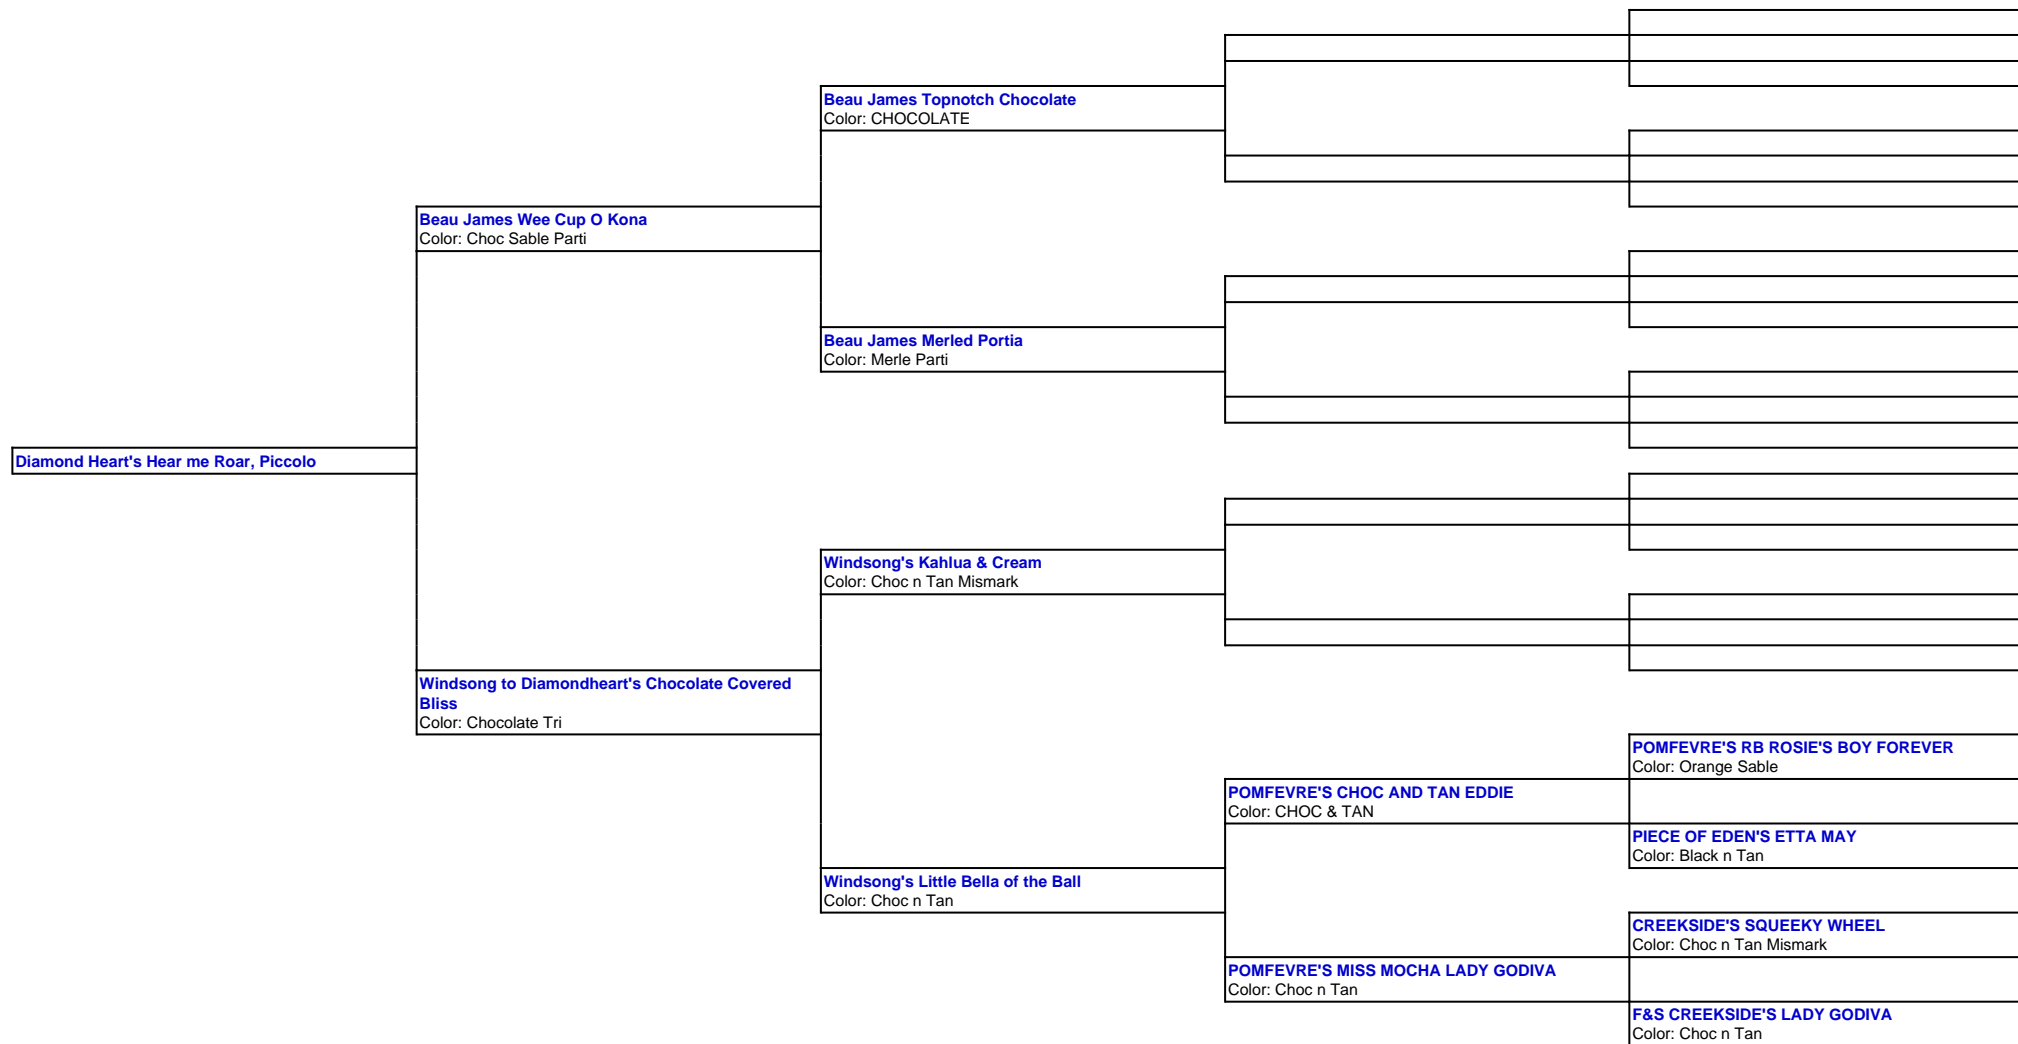 Beau James Topnotch Chocolate
Color: CHOCOLATE
Beau James Wee Cup O Kona
Color: Choc Sable Parti
Beau James Merled Portia
Color: Merle Parti
Diamond Heart's Hear me Roar, Piccolo
Windsong's Kahlua & Cream
Color: Choc n Tan Mismark
Windsong to Diamondheart's Chocolate Covered
Bliss
Color: Chocolate Tri
POMFEVRE'S RB ROSIE'S BOY FOREVER
Color: Orange Sable
POMFEVRE'S CHOC AND TAN EDDIE
Color: CHOC & TAN
PIECE OF EDEN'S ETTA MAY
Color: Black n Tan
Windsong's Little Bella of the Ball
Color: Choc n Tan
CREEKSIDE'S SQUEEKY WHEEL
Color: Choc n Tan Mismark
POMFEVRE'S MISS MOCHA LADY GODIVA
Color: Choc n Tan
F&S CREEKSIDE'S LADY GODIVA
Color: Choc n Tan